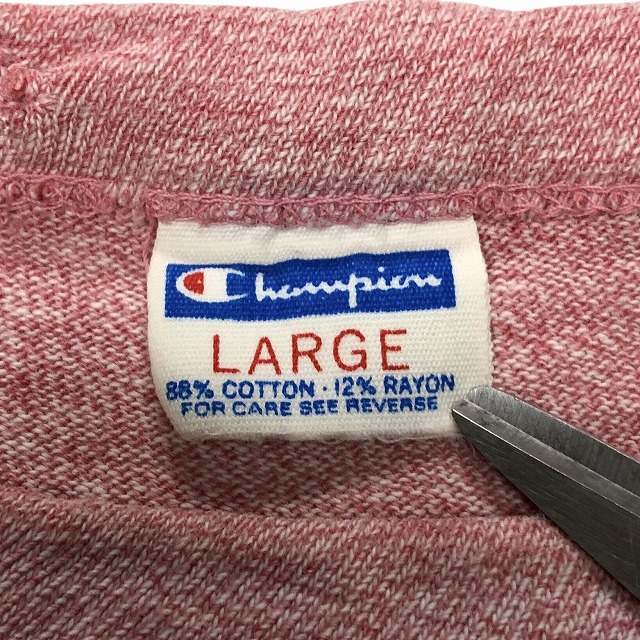 Champion
LARGE
88% COTTON · 12% RAYON
FOR CARE SEE REVERSE